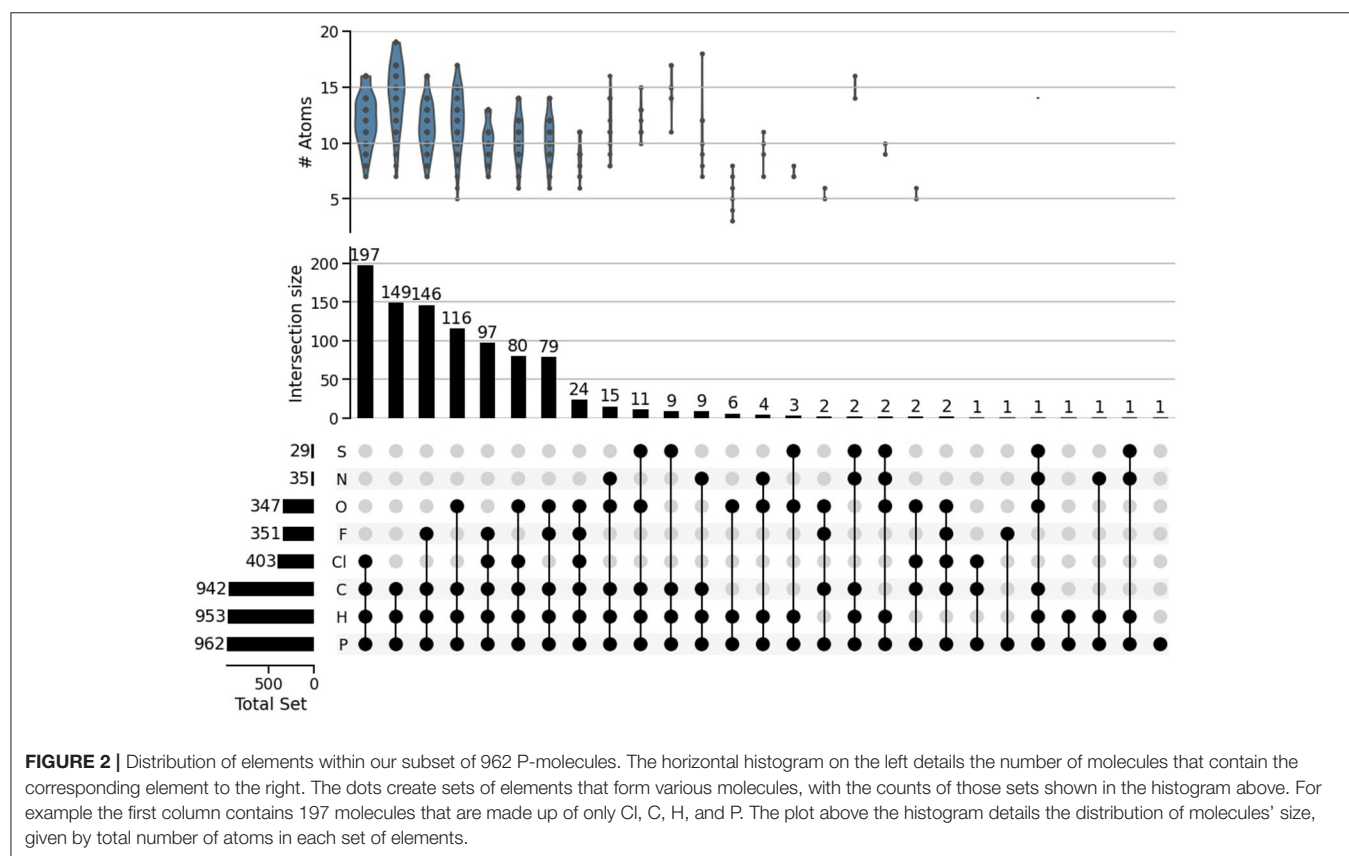 20
15
10
5
# Atoms
197
149 146
116
97
80 79
24 15 11 9 9 6 4 3 2 2 2 2 2 1 1 1 1 1 1 1
200
150
100
50
0
Intersection size
29 S
35 N
347 O
351 F
403 Cl
942 C
953 H
962 P
500 0
Total Set
FIGURE 2 | Distribution of elements within our subset of 962 P-molecules. The horizontal histogram on the left details the number of molecules that contain the
corresponding element to the right. The dots create sets of elements that form various molecules, with the counts of those sets shown in the histogram above. For
example the first column contains 197 molecules that are made up of only Cl, C, H, and P. The plot above the histogram details the distribution of molecules' size,
given by total number of atoms in each set of elements.